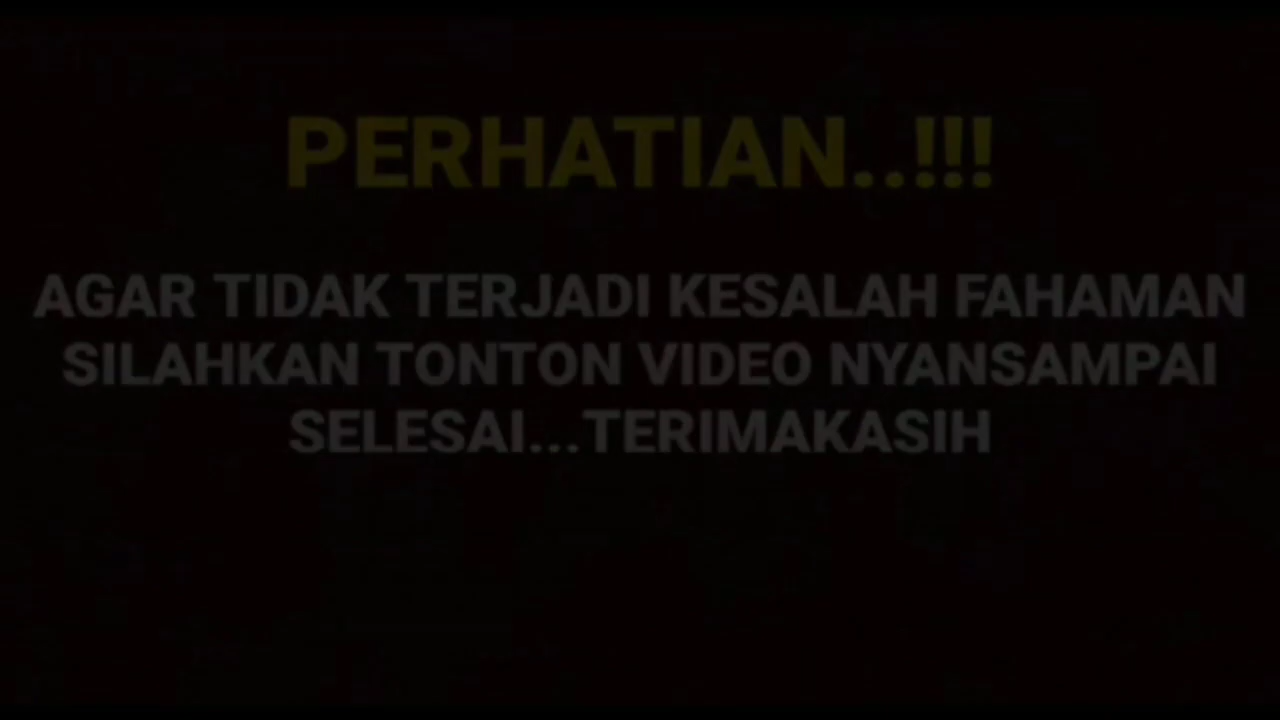 PERHATIAN..!!!
AGAR TIDAK TERJADI KESALAH FAHAMAN
SILAHKAN TONTON VIDEO NYANSAMPAI
SELESAI...TERIMAKASIH